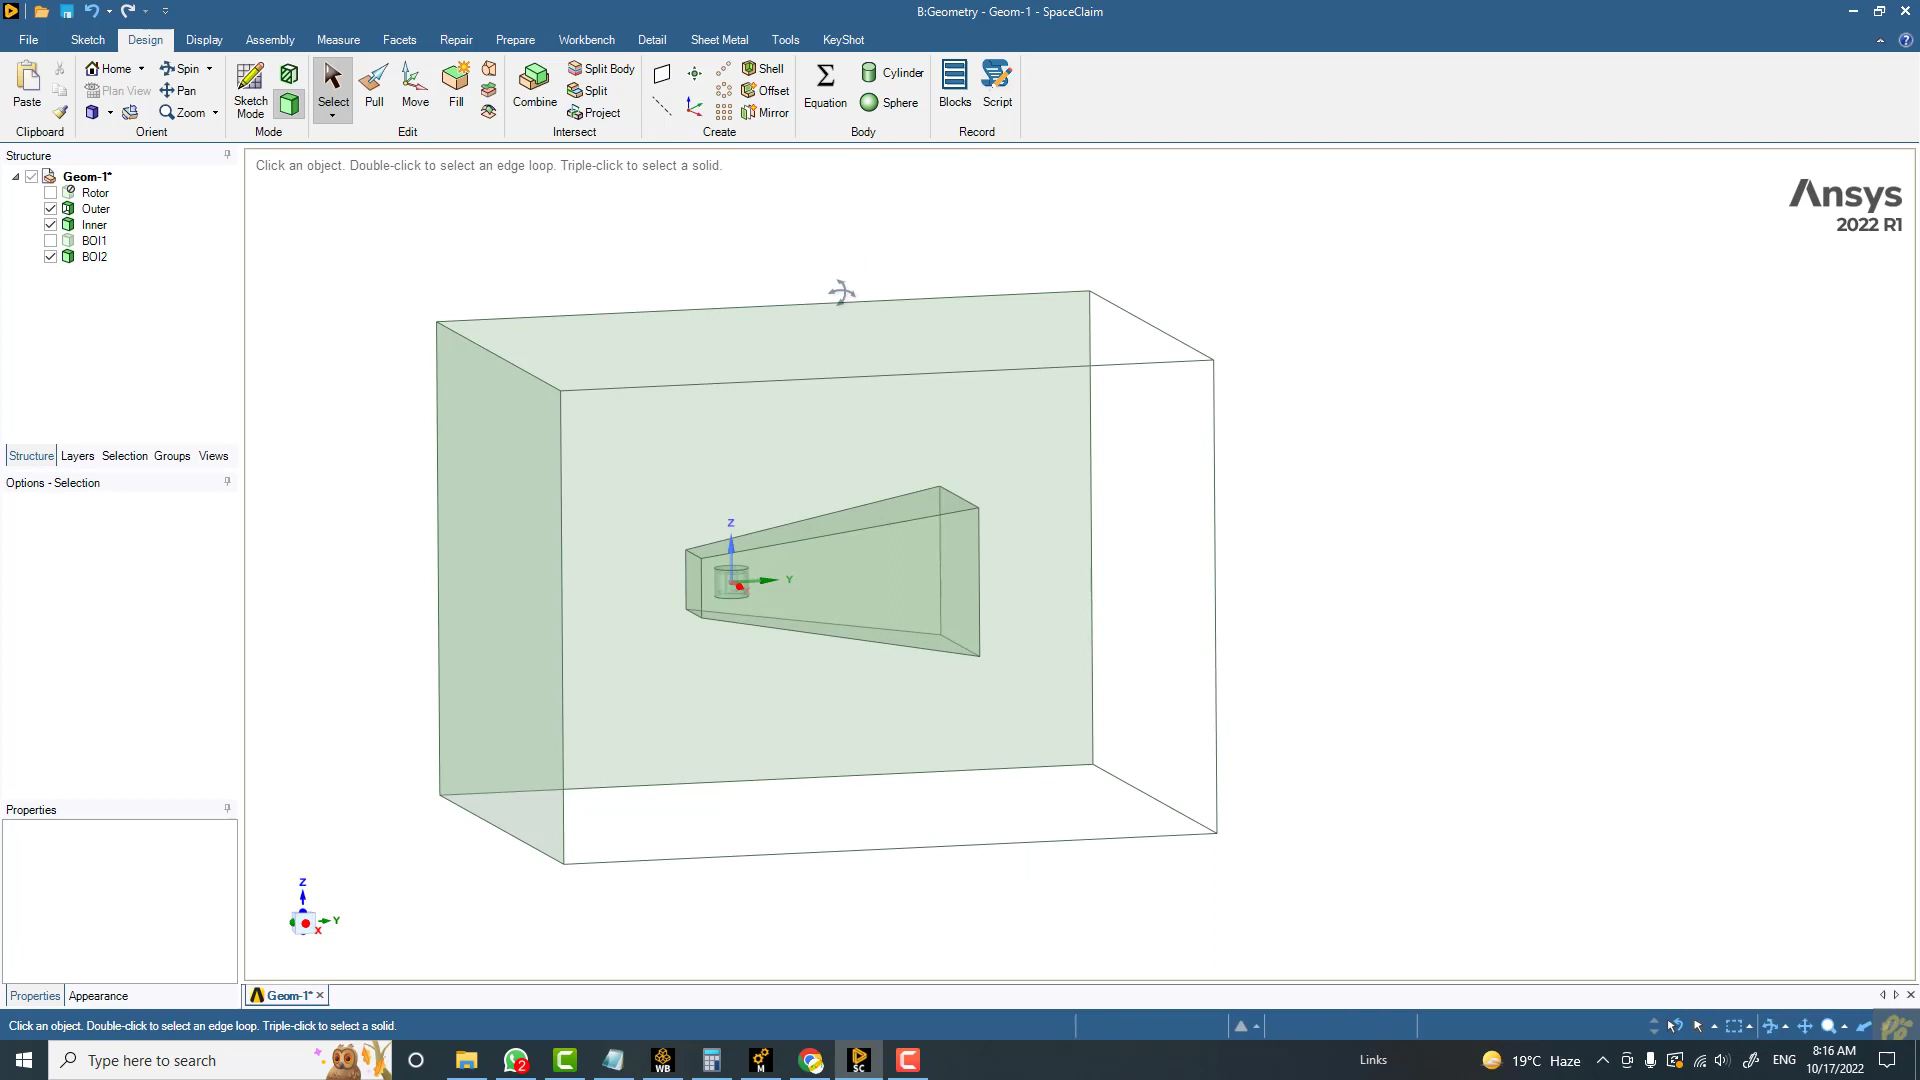 B:Geometry - Geom-1 - SpaceClaim
File Sketch Design Display Assembly Measure Facets Repair Prepare Workbench Detail Sheet Metal Tools KeyShot
Paste
Clipboard
Home Spin
Plan View Pan
Zoom
Orient
Sketch Mode
Mode
Select Pull Move Fill
Edit
Combine
Split Body
Split
Project
Intersect
Shell
Offset
Mirror
Create
Equation
Cylinder
Sphere
Body
Blocks Script
Record
Structure
Geom-1*
Rotor
Outer
Inner
BOI1
BOI2
Structure Layers Selection Groups Views
Options - Selection
Properties
Properties Appearance
Click an object. Double-click to select an edge loop. Triple-click to select a solid.
Ansys
2022 R1
Z
Y
Z
Y
X
Geom-1*
Click an object. Double-click to select an edge loop. Triple-click to select a solid.
Type here to search
2
WB
M
SC
Links
19°C Haze
ENG
8:16 AM
10/17/2022